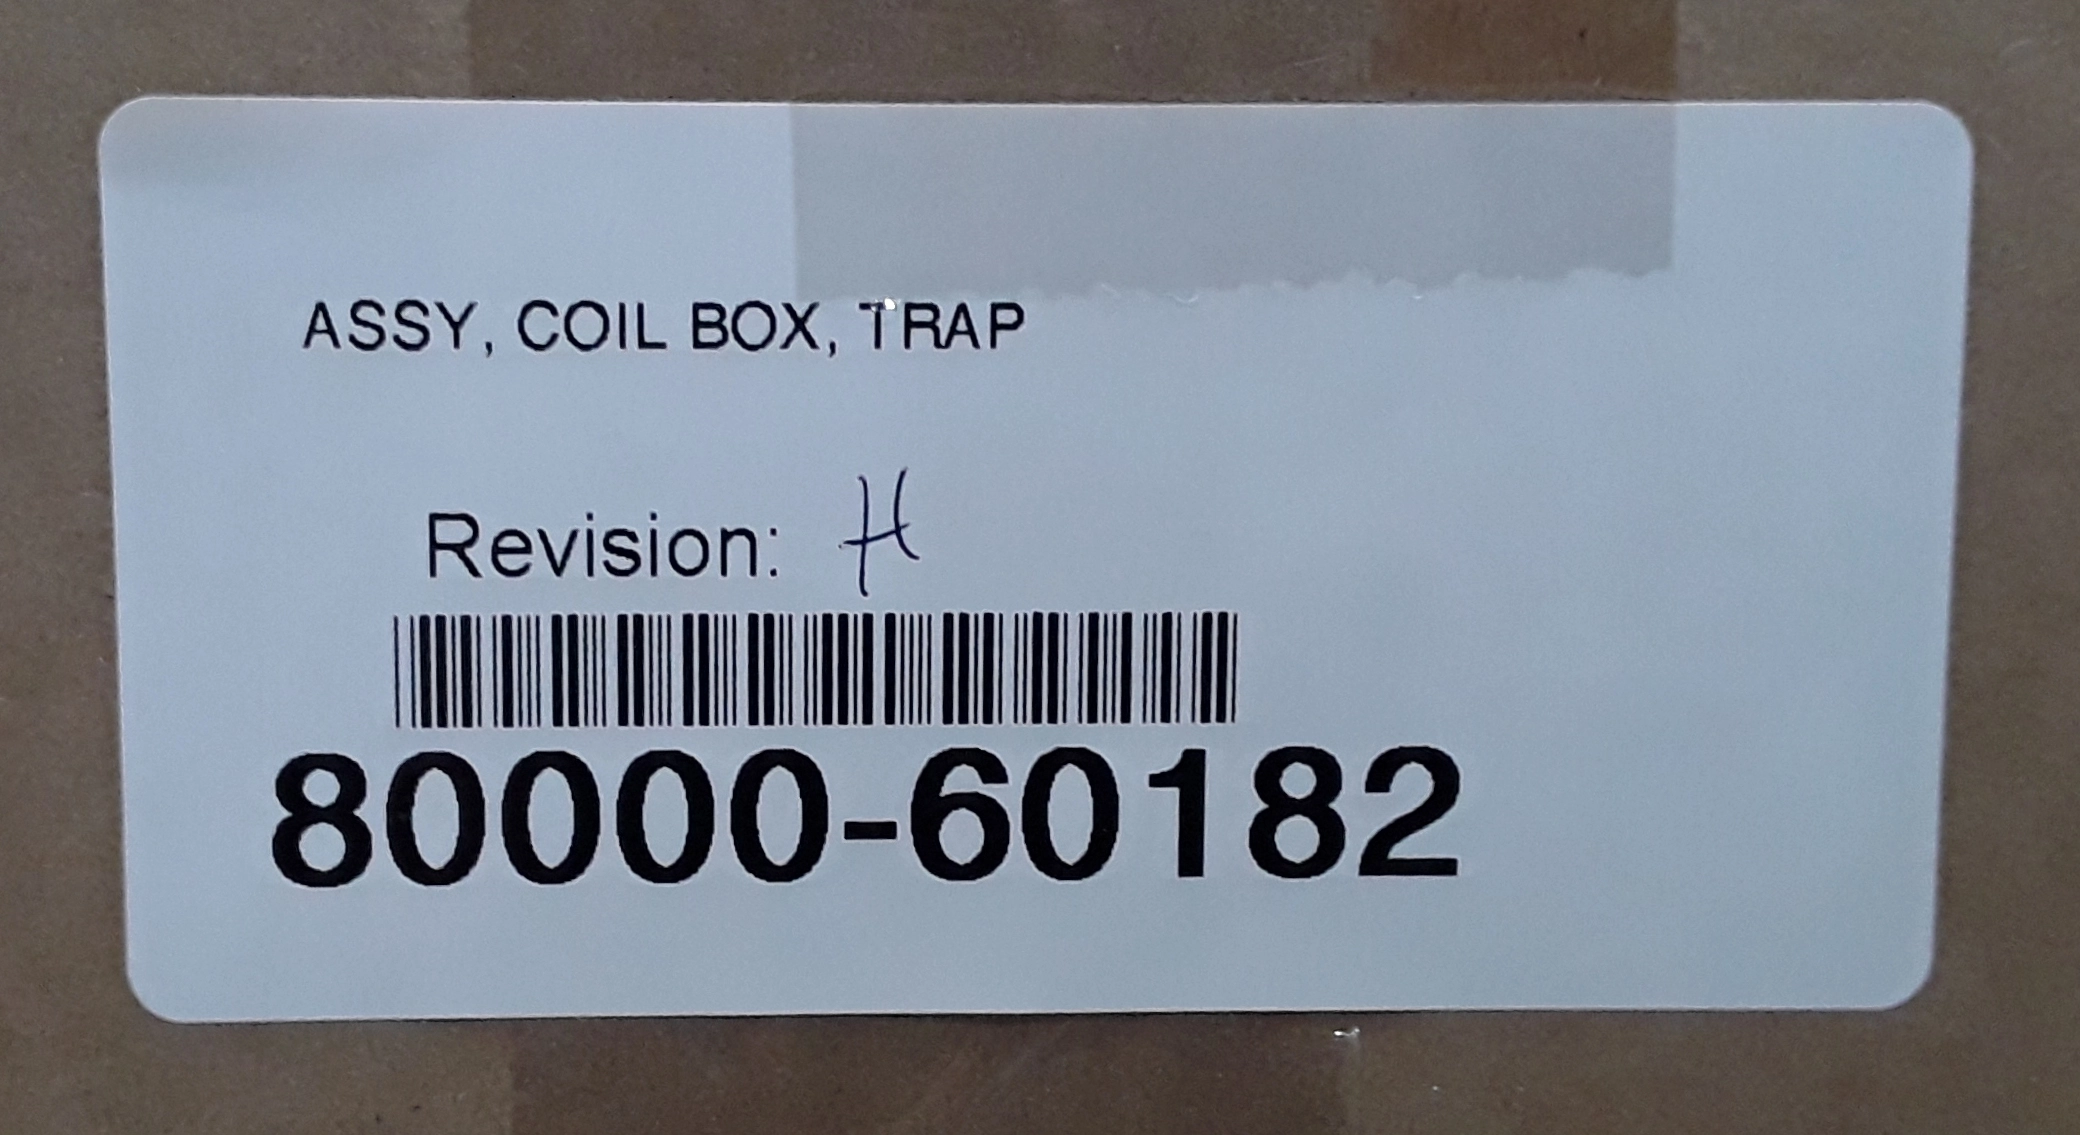 ASSY, COIL BOX, TRAP
Revision: H
80000-60182